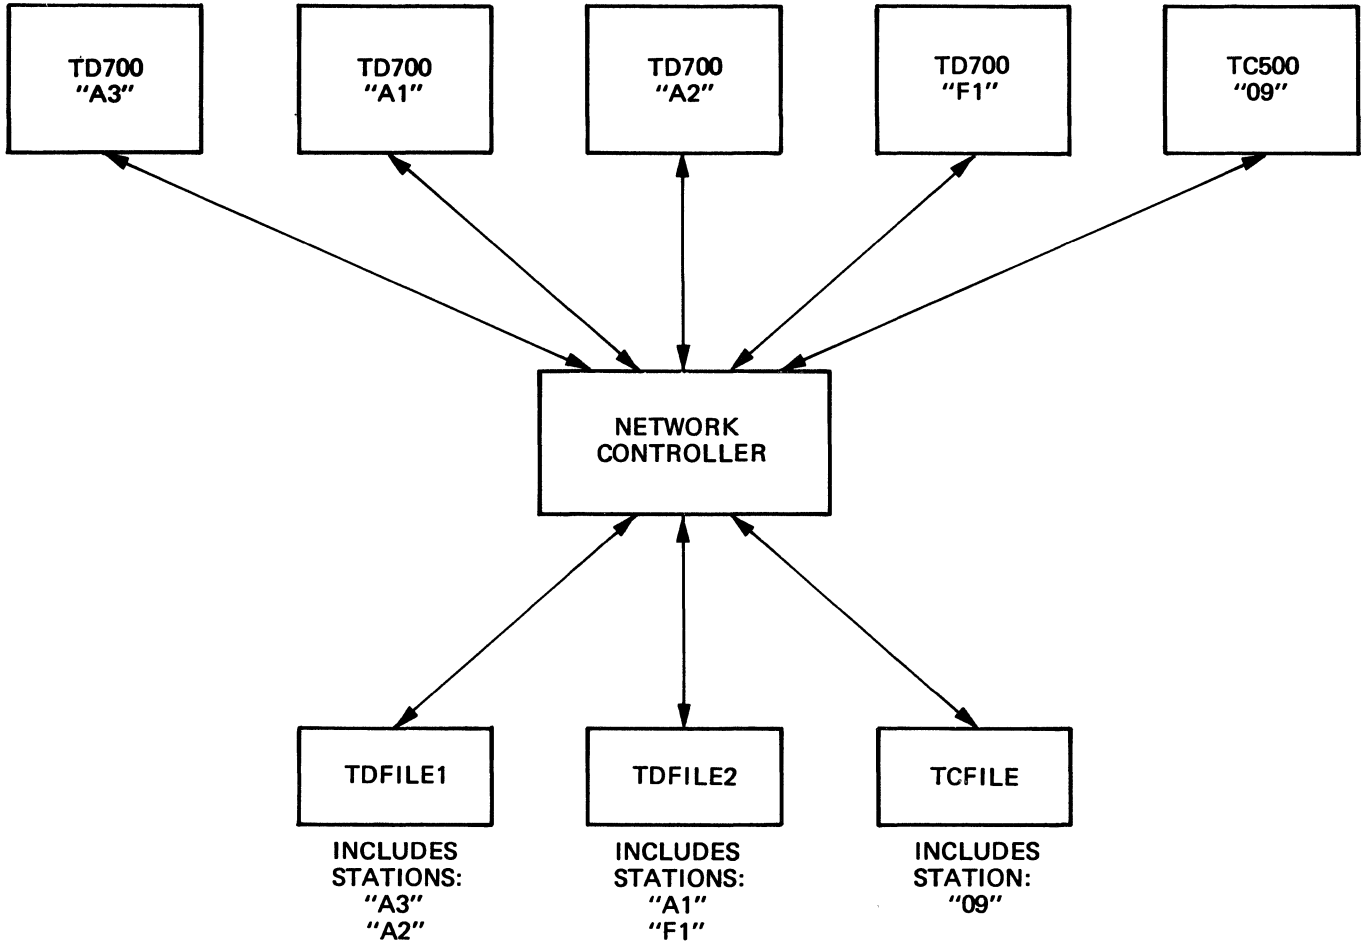 TD700
"A3"
TD700
"A1"
TD700
"A2"
TD700
"F1"
TC500
"09"
NETWORK
CONTROLLER
TDFILE1
INCLUDES
STATIONS:
"A3"
"A2"
TDFILE2
INCLUDES
STATIONS:
"A1"
"F1"
TCFILE
INCLUDES
STATION:
"09"